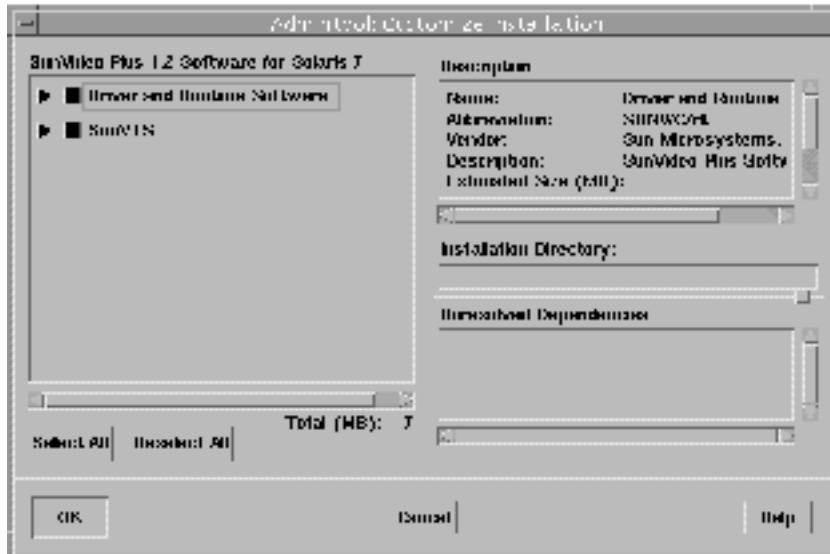 Admintool: Customize Installation
SunVideo Plus 1.2 Software for Solaris 7
Driver and Runtime Software
SunVTS
Total (MB): 7
Select All
Deselect All
Description
Name: Driver and Runtime
Abbreviation:
Vendor: Sun Microsystems,
Description: SunVideo Plus Softw
Estimated Size (MB):
Installation Directory:
Unresolved Dependencies
OK
Cancel
Help